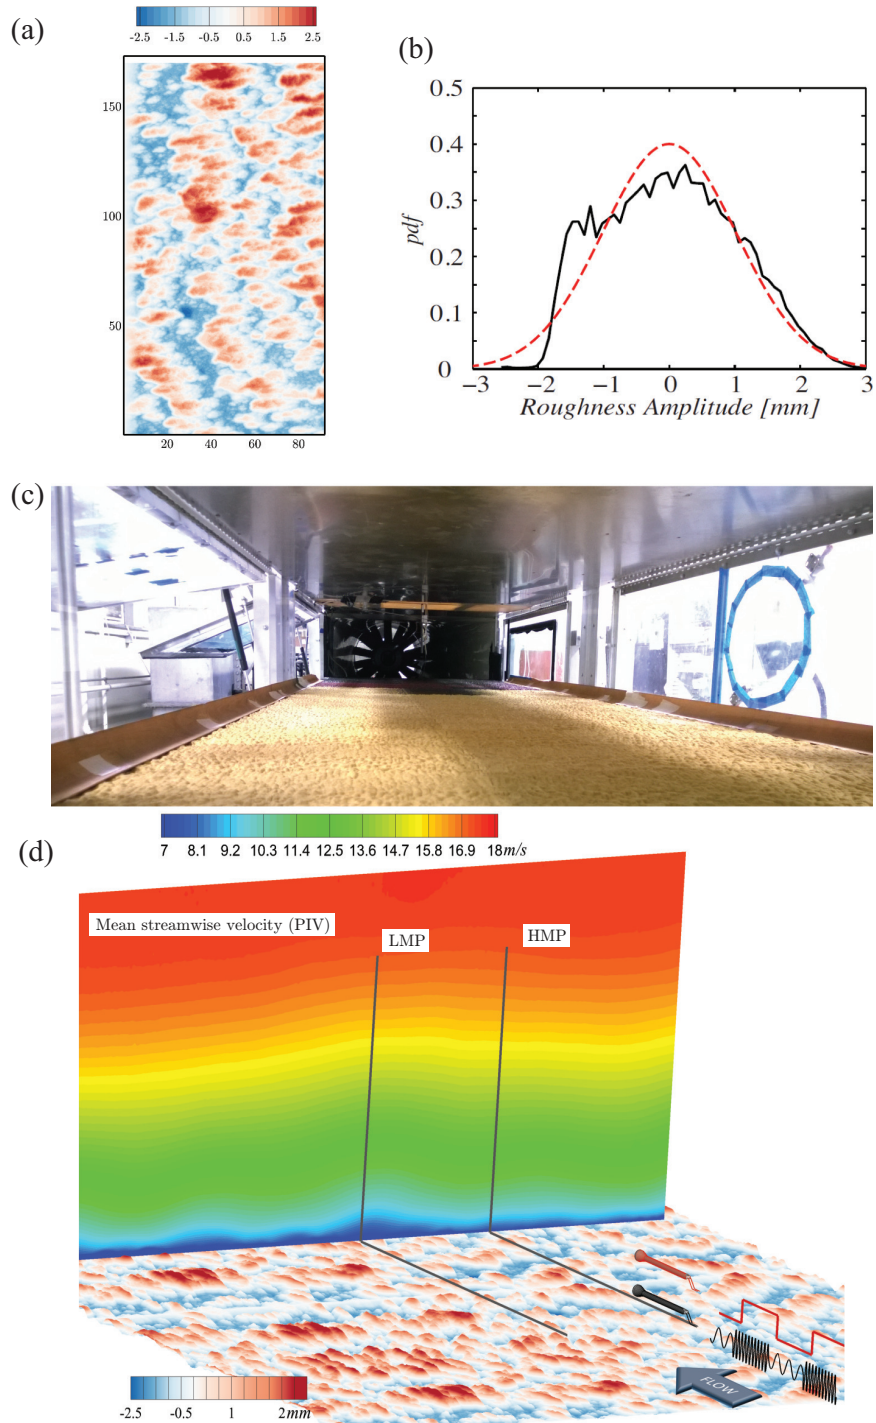 (a)
-2.5 -1.5 -0.5 0.5 1.5 2.5
150
100
50
20 40 60 80
(b)
0.5
0.4
0.3
0.2
0.1
0
pdf
−3 −2 −1 0 1 2 3
Roughness Amplitude [mm]
(c)
7 8.1 9.2 10.3 11.4 12.5 13.6 14.7 15.8 16.9 18m/s
(d)
Mean streamwise velocity (PIV)
LMP
HMP
FLOW
-2.5 -0.5 1 2mm